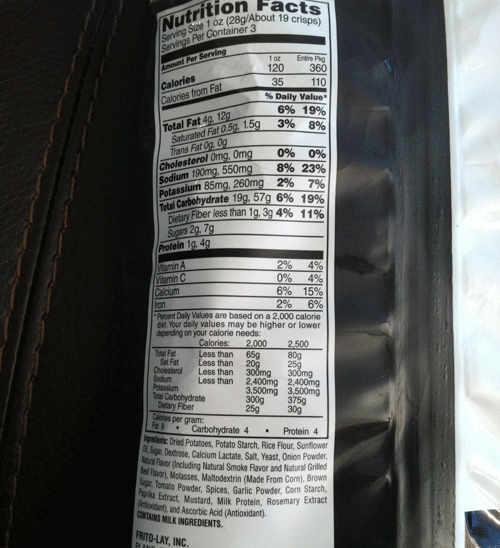 Nutrition Facts
Serving Size 1 oz (28g/About 19 crisps)
Servings Per Container 3
Amount Per Serving
1 oz Entire Pkg
Calories 120 360
Calories from Fat 35 110
% Daily Value*
Total Fat 4g, 12g 6% 19%
Saturated Fat 0.5g, 1.5g 3% 8%
Trans Fat 0g, 0g
Cholesterol 0mg, 0mg 0% 0%
Sodium 190mg, 550mg 8% 23%
Potassium 85mg, 260mg 2% 7%
Total Carbohydrate 19g, 57g 6% 19%
Dietary Fiber less than 1g, 3g 4% 11%
Sugars 2g, 7g
Protein 1g, 4g
Vitamin A 2% 4%
Vitamin C 0% 4%
Calcium 6% 15%
Iron 2% 6%
* Percent Daily Values are based on a 2,000 calorie
diet. Your daily values may be higher or lower
depending on your calorie needs:
Calories: 2,000 2,500
Total Fat Less than 65g 80g
Sat Fat Less than 20g 25g
Cholesterol Less than 300mg 300mg
Sodium Less than 2,400mg 2,400mg
Potassium 3,500mg 3,500mg
Total Carbohydrate 300g 375g
Dietary Fiber 25g 30g
Calories per gram:
Fat 9 • Carbohydrate 4 • Protein 4
Ingredients: Dried Potatoes, Potato Starch, Rice Flour, Sunflower
Oil, Sugar, Dextrose, Calcium Lactate, Salt, Yeast, Onion Powder,
Natural Flavor (Including Natural Smoke Flavor and Natural Grilled
Beef Flavor), Molasses, Maltodextrin (Made From Corn), Brown
Sugar, Tomato Powder, Spices, Garlic Powder, Corn Starch,
Paprika Extract, Mustard, Milk Protein, Rosemary Extract
(Antioxidant), and Ascorbic Acid (Antioxidant).
CONTAINS MILK INGREDIENTS.
FRITO-LAY, INC.